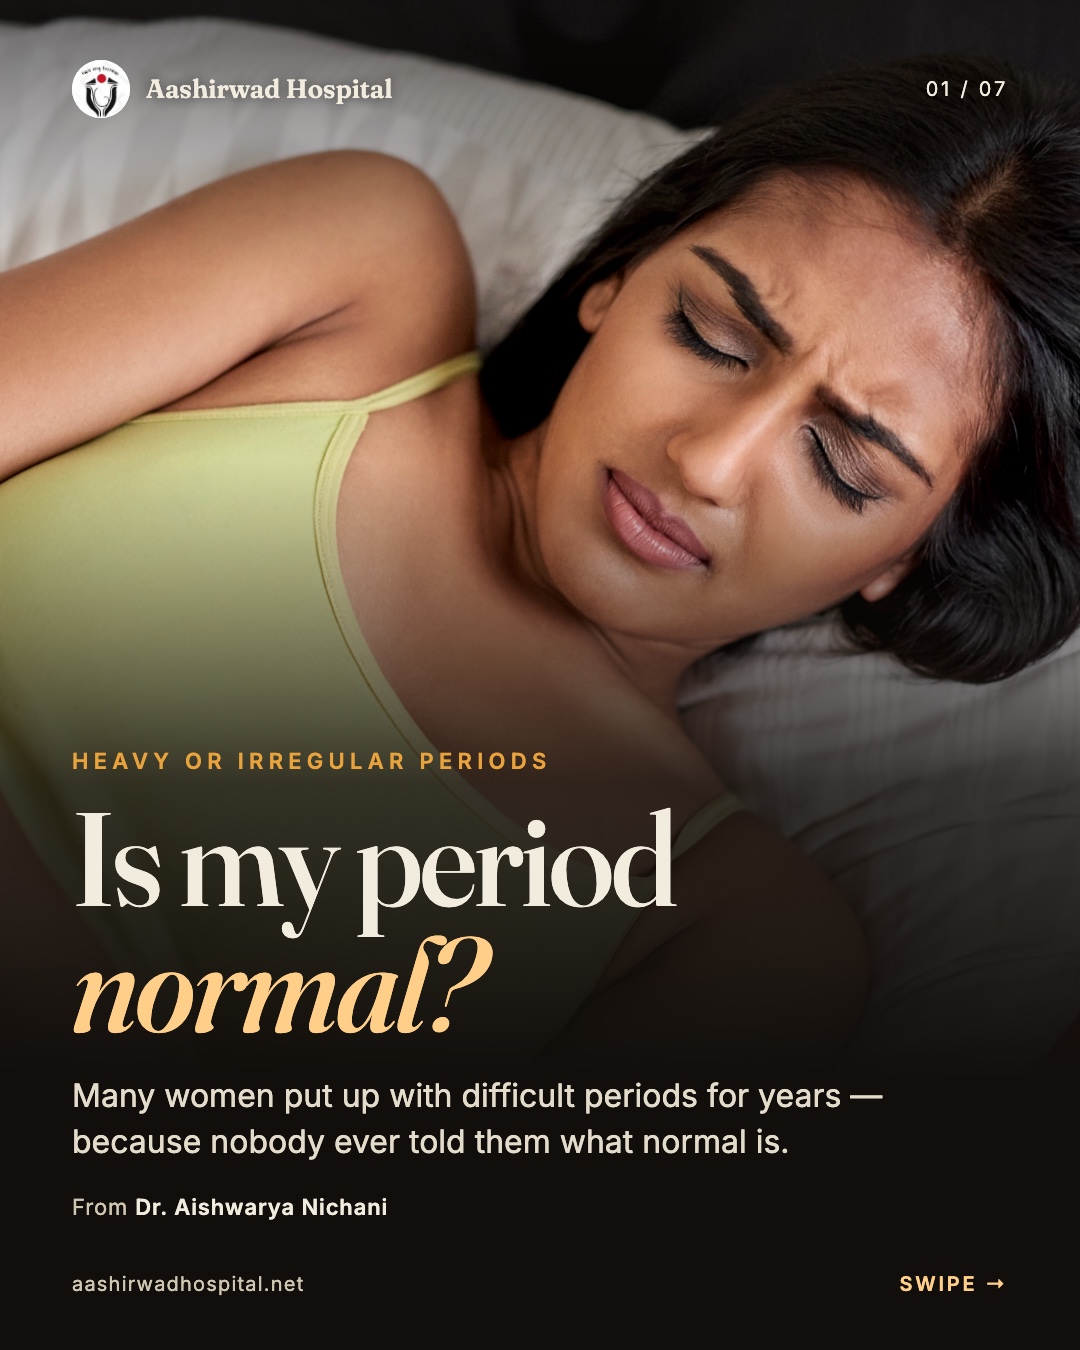 Aashirwad Hospital
01 / 07
HEAVY OR IRREGULAR PERIODS
Is my period
normal?
Many women put up with difficult periods for years —
because nobody ever told them what normal is.
From Dr. Aishwarya Nichani
aashirwadhospital.net
SWIPE →